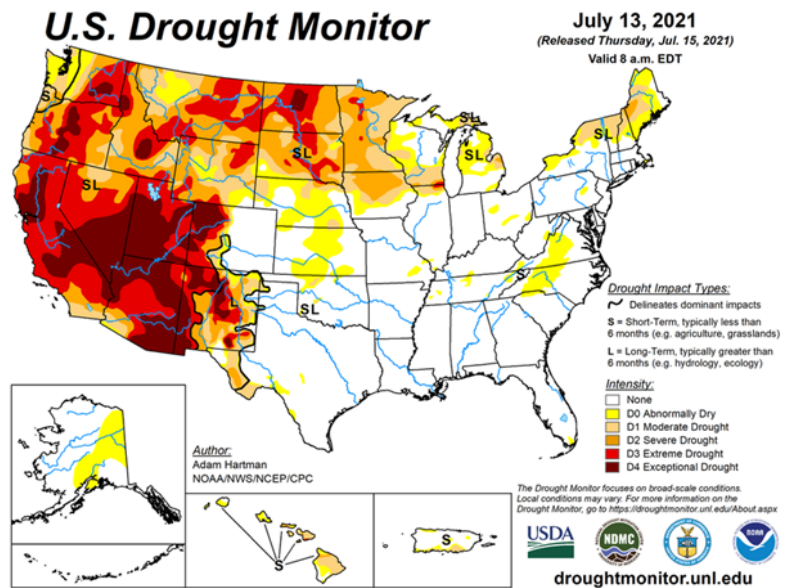 U.S. Drought Monitor
July 13, 2021
(Released Thursday, Jul. 15, 2021)
Valid 8 a.m. EDT
SL
SL
SL
SL
SL
SL
S
L
SL
Drought Impact Types:
Delineates dominant impacts
S = Short-Term, typically less than
6 months (e.g. agriculture, grasslands)
L = Long-Term, typically greater than
6 months (e.g. hydrology, ecology)
Intensity:
None
D0 Abnormally Dry
D1 Moderate Drought
D2 Severe Drought
D3 Extreme Drought
D4 Exceptional Drought
Author:
Adam Hartman
NOAA/NWS/NCEP/CPC
S
S
The Drought Monitor focuses on broad-scale conditions.
Local conditions may vary. For more information on the
Drought Monitor, go to https://droughtmonitor.unl.edu/About.aspx
USDA
NDMC
NOAA
droughtmonitor.unl.edu